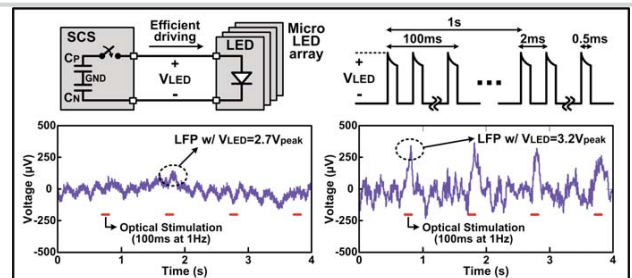 SCS
CP
GND
CN
Efficient
driving
+
VLED
-
LED
Micro
LED
array
1s
100ms
2ms
0.5ms
+
VLED
-
500
250
0
-250
-500
Voltage (µV)
LFP w/ VLED=2.7Vpeak
Optical Stimulation
(100ms at 1Hz)
0 1 2 3 4
Time (s)
500
250
0
-250
-500
Voltage (µV)
LFP w/ VLED=3.2Vpeak
Optical Stimulation
(100ms at 1Hz)
0 1 2 3 4
Time (s)